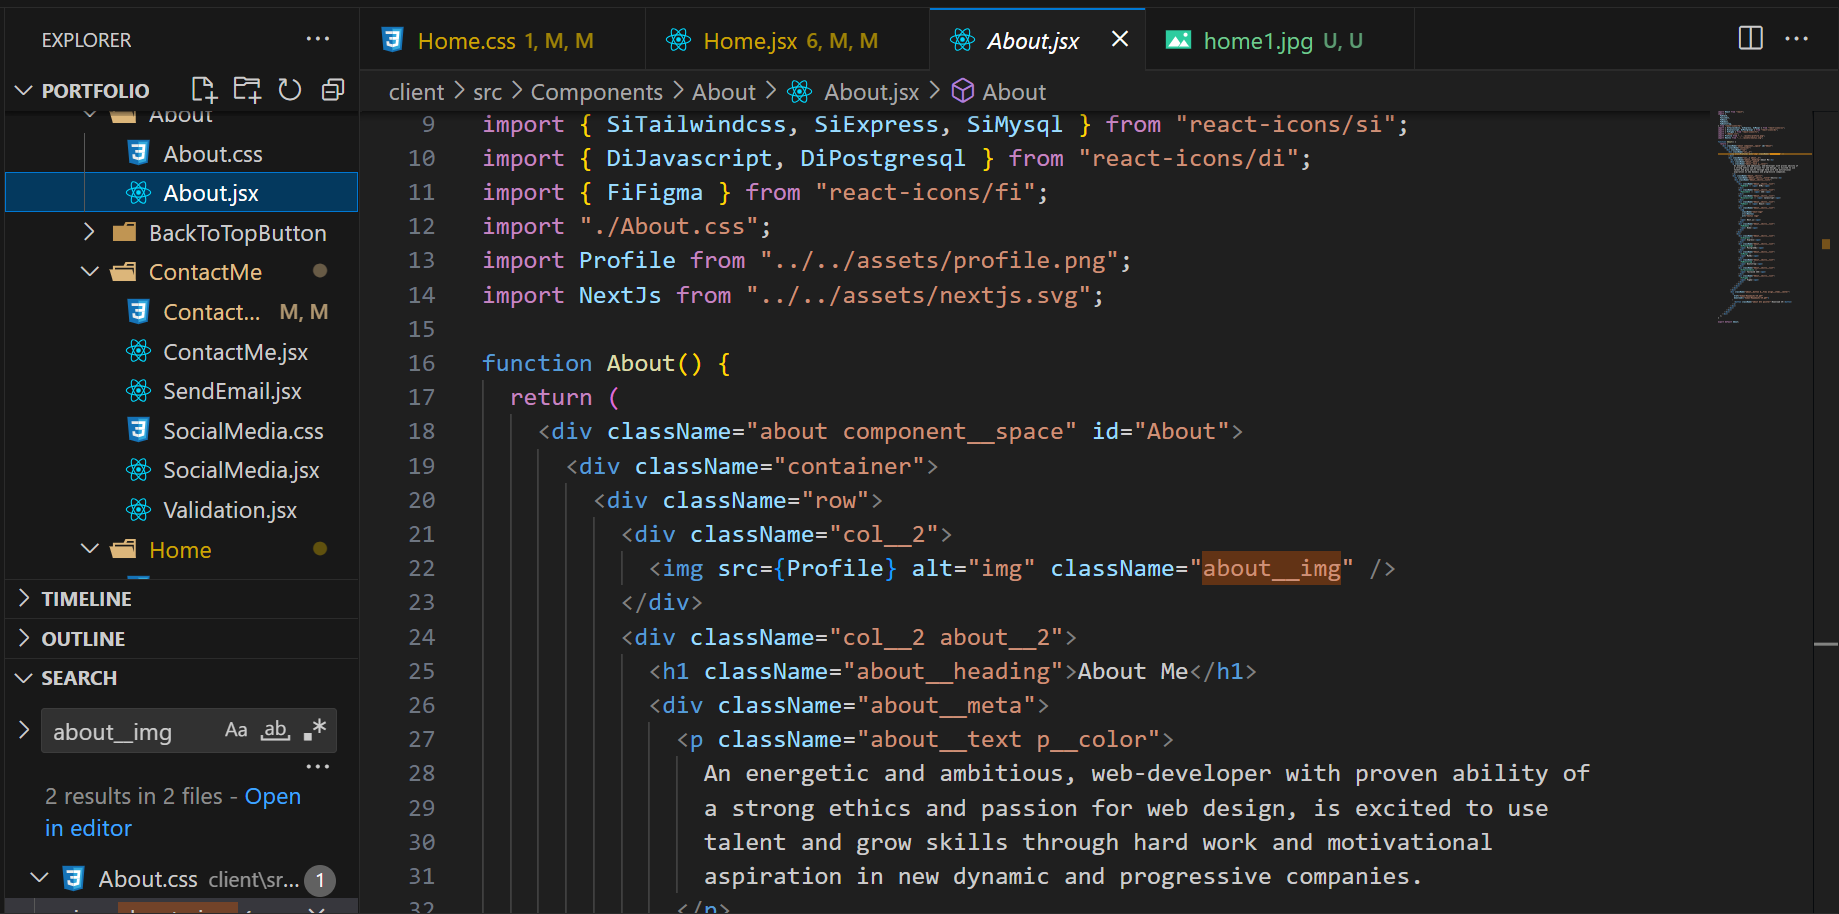 EXPLORER
PORTFOLIO
About
About.css
About.jsx
BackToTopButton
ContactMe
Contact... M, M
ContactMe.jsx
SendEmail.jsx
SocialMedia.css
SocialMedia.jsx
Validation.jsx
Home
TIMELINE
OUTLINE
SEARCH
about__img Aa ab
2 results in 2 files - Open
in editor
About.css client\sr... 1
Home.css 1, M, M
Home.jsx 6, M, M
About.jsx
home1.jpg U, U
client > src > Components > About > About.jsx > About
9 import { SiTailwindcss, SiExpress, SiMysql } from "react-icons/si";
10 import { DiJavascript, DiPostgresql } from "react-icons/di";
11 import { FiFigma } from "react-icons/fi";
12 import "./About.css";
13 import Profile from "../../assets/profile.png";
14 import NextJs from "../../assets/nextjs.svg";
15
16 function About() {
17 return (
18 <div className="about component__space" id="About">
19 <div className="container">
20 <div className="row">
21 <div className="col__2">
22 <img src={Profile} alt="img" className="about__img" />
23 </div>
24 <div className="col__2 about__2">
25 <h1 className="about__heading">About Me</h1>
26 <div className="about__meta">
27 <p className="about__text p__color">
28 An energetic and ambitious, web-developer with proven ability of
29 a strong ethics and passion for web design, is excited to use
30 talent and grow skills through hard work and motivational
31 aspiration in new dynamic and progressive companies.
32 </p>